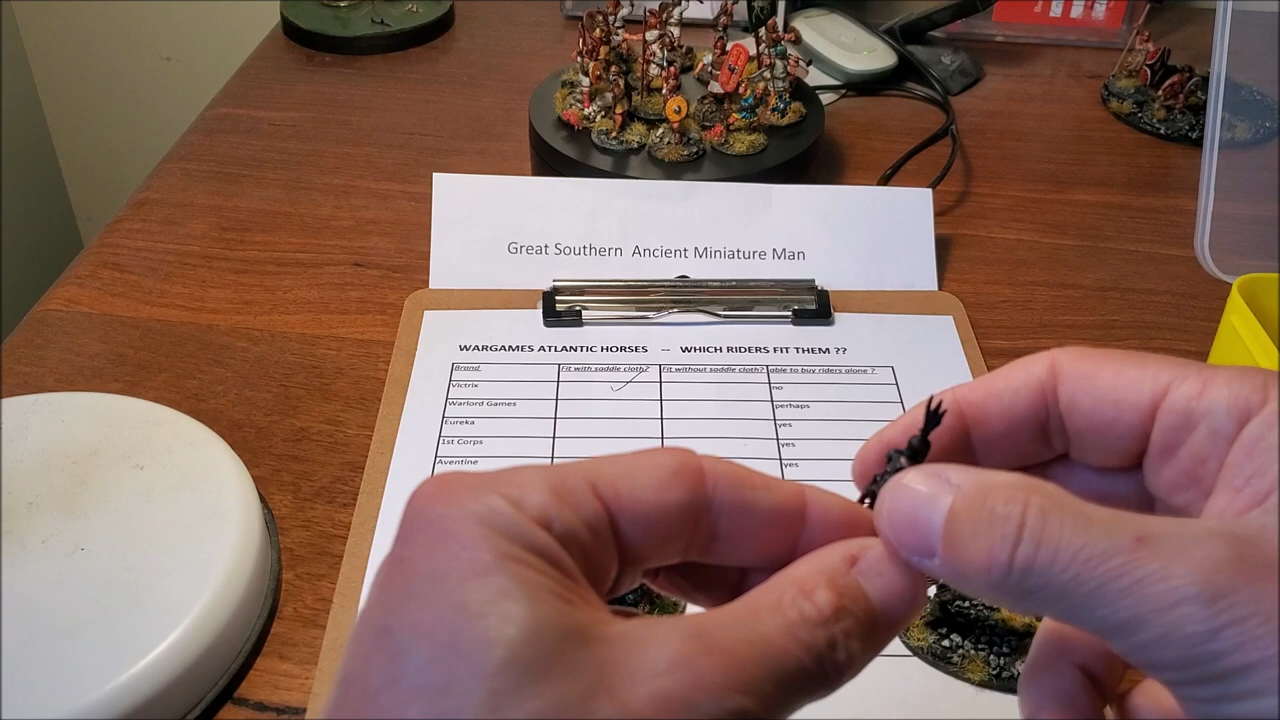 Great Southern Ancient Miniature Man
WARGAMES ATLANTIC HORSES -- WHICH RIDERS FIT THEM ??
Brand Fit with saddle cloth? Fit without saddle cloth? able to buy riders alone ?
Victrix no
Warlord Games perhaps
Eureka yes
1st Corps yes
Aventine yes